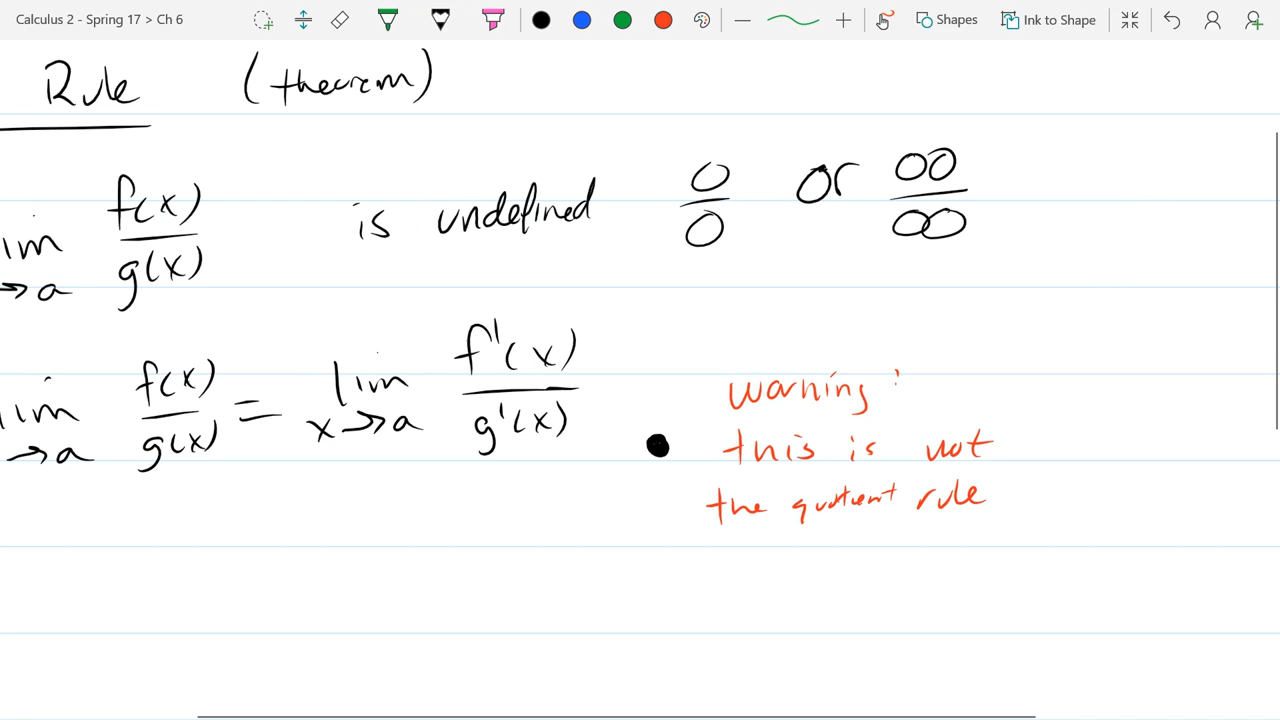 Calculus 2 - Spring 17 > Ch 6 Shapes Ink to Shape
Rule (theorem)
lim x→a f(x)/g(x) is undefined 0/0 or ∞/∞
lim x→a f(x)/g(x) = lim x→a f'(x)/g'(x)
warning:
this is not
the quotient rule